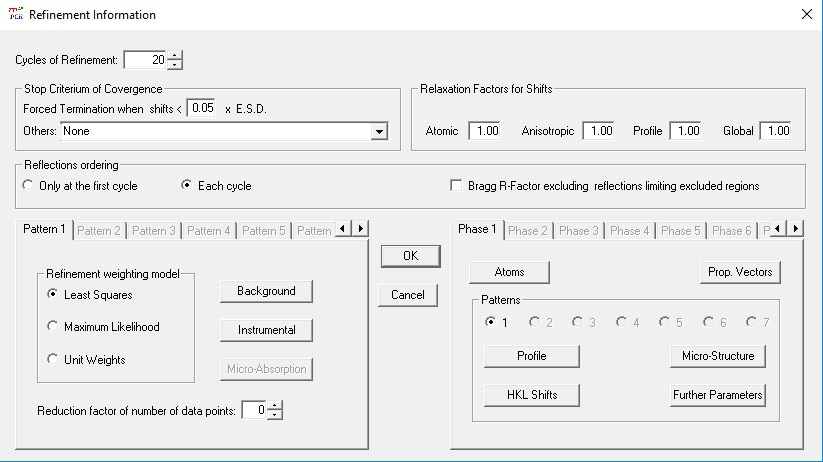 PCR Refinement Information
Cycles of Refinement: 20
Stop Criterium of Covergence
Forced Termination when shifts < 0.05 x E.S.D.
Others: None
Relaxation Factors for Shifts
Atomic 1.00 Anisotropic 1.00 Profile 1.00 Global 1.00
Reflections ordering
Only at the first cycle Each cycle Bragg R-Factor excluding reflections limiting excluded regions
Pattern 1 Pattern 2 Pattern 3 Pattern 4 Pattern 5 Pattern
Refinement weighting model
Least Squares
Maximum Likelihood
Unit Weights
Background
Instrumental
Micro-Absorption
Reduction factor of number of data points: 0
OK
Cancel
Phase 1 Phase 2 Phase 3 Phase 4 Phase 5 Phase 6 P
Atoms Prop. Vectors
Patterns
1 2 3 4 5 6 7
Profile Micro-Structure
HKL Shifts Further Parameters